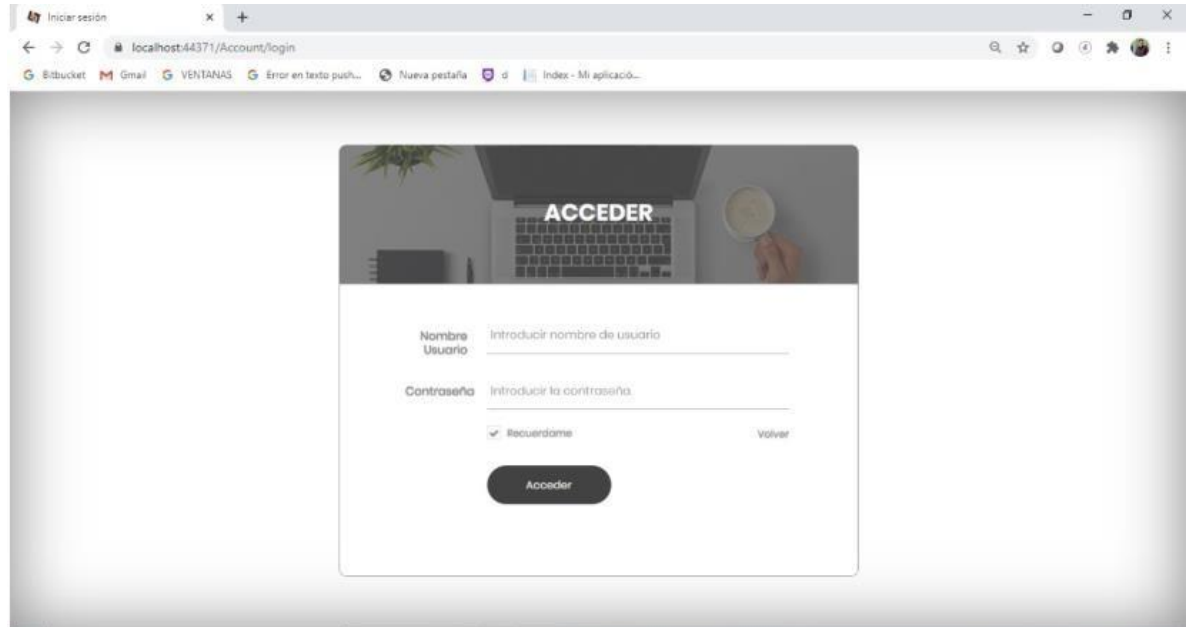 Iniciar sesión
localhost:44371/Account/login
Bitbucket Gmail VENTANAS Error en texto push... Nueva pestaña d Index - Mi aplicació...
ACCEDER
Nombre Usuario
Introducir nombre de usuario
Contraseña
Introducir la contraseña
Recuerdame
Volver
Acceder